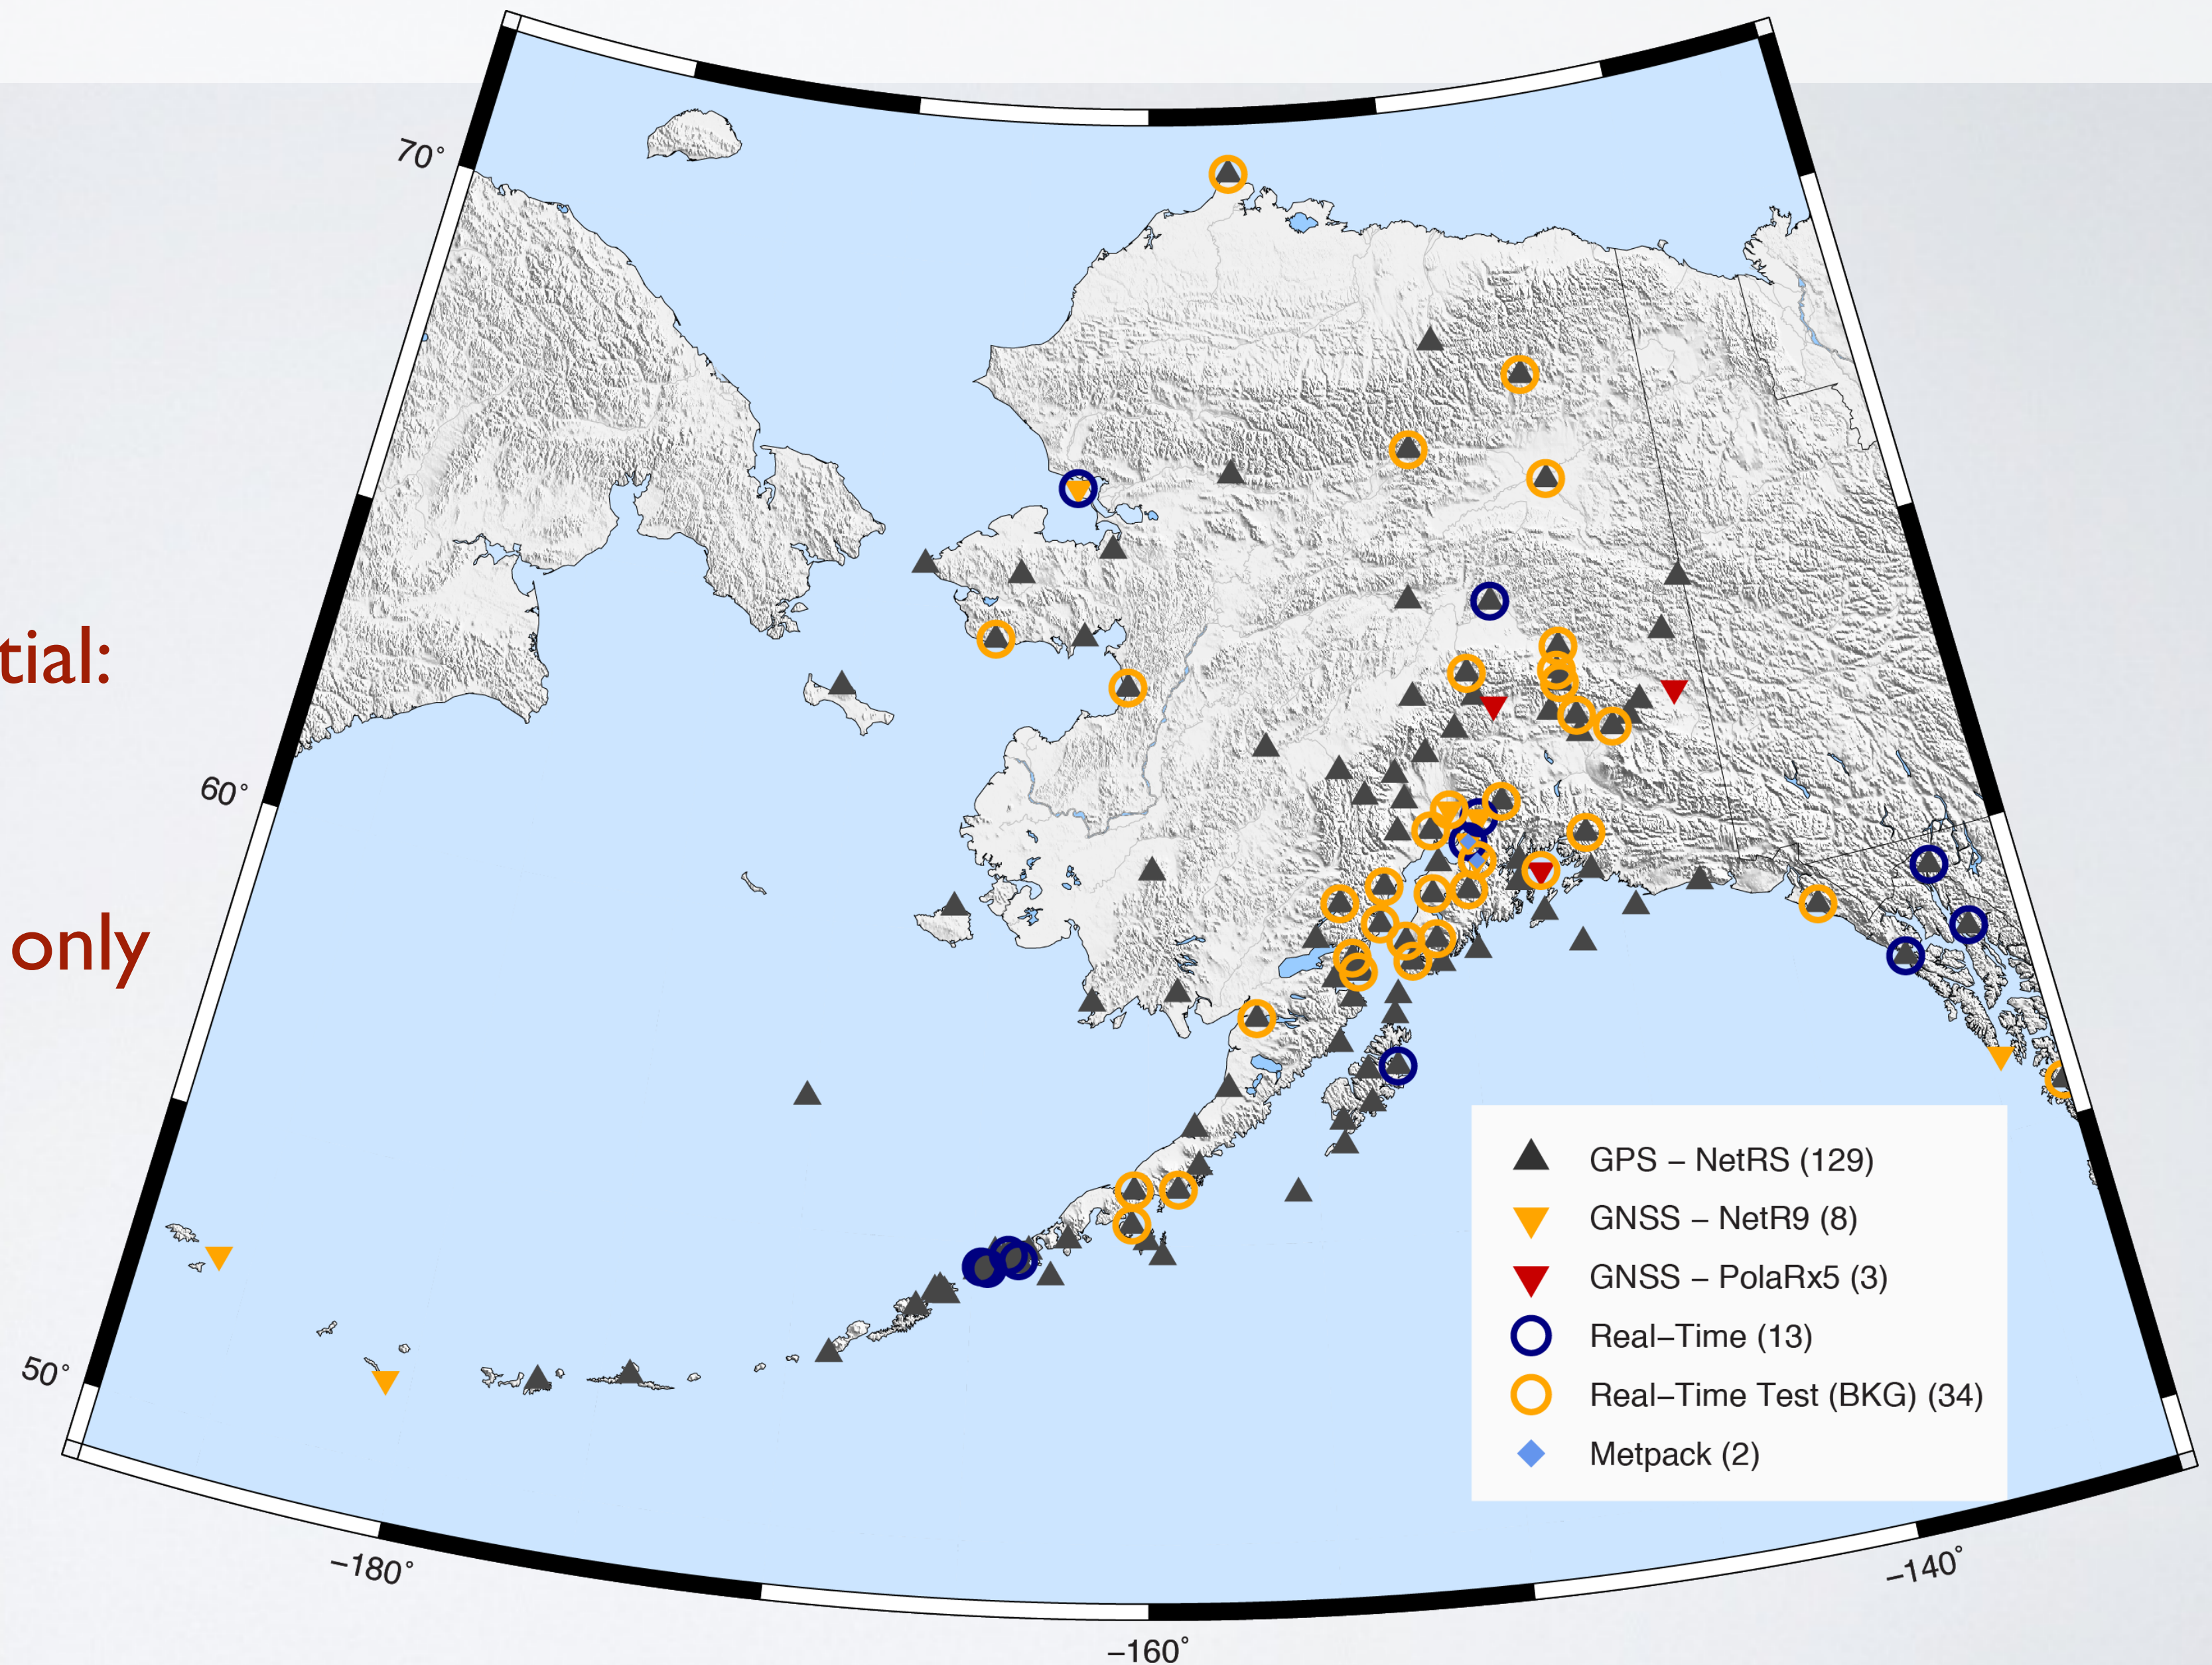 70°
tial:
60°
only
GPS – NetRS (129)
GNSS – NetR9 (8)
GNSS – PolaRx5 (3)
Real–Time (13)
Real–Time Test (BKG) (34)
Metpack (2)
50°
–180°
–140°
–160°